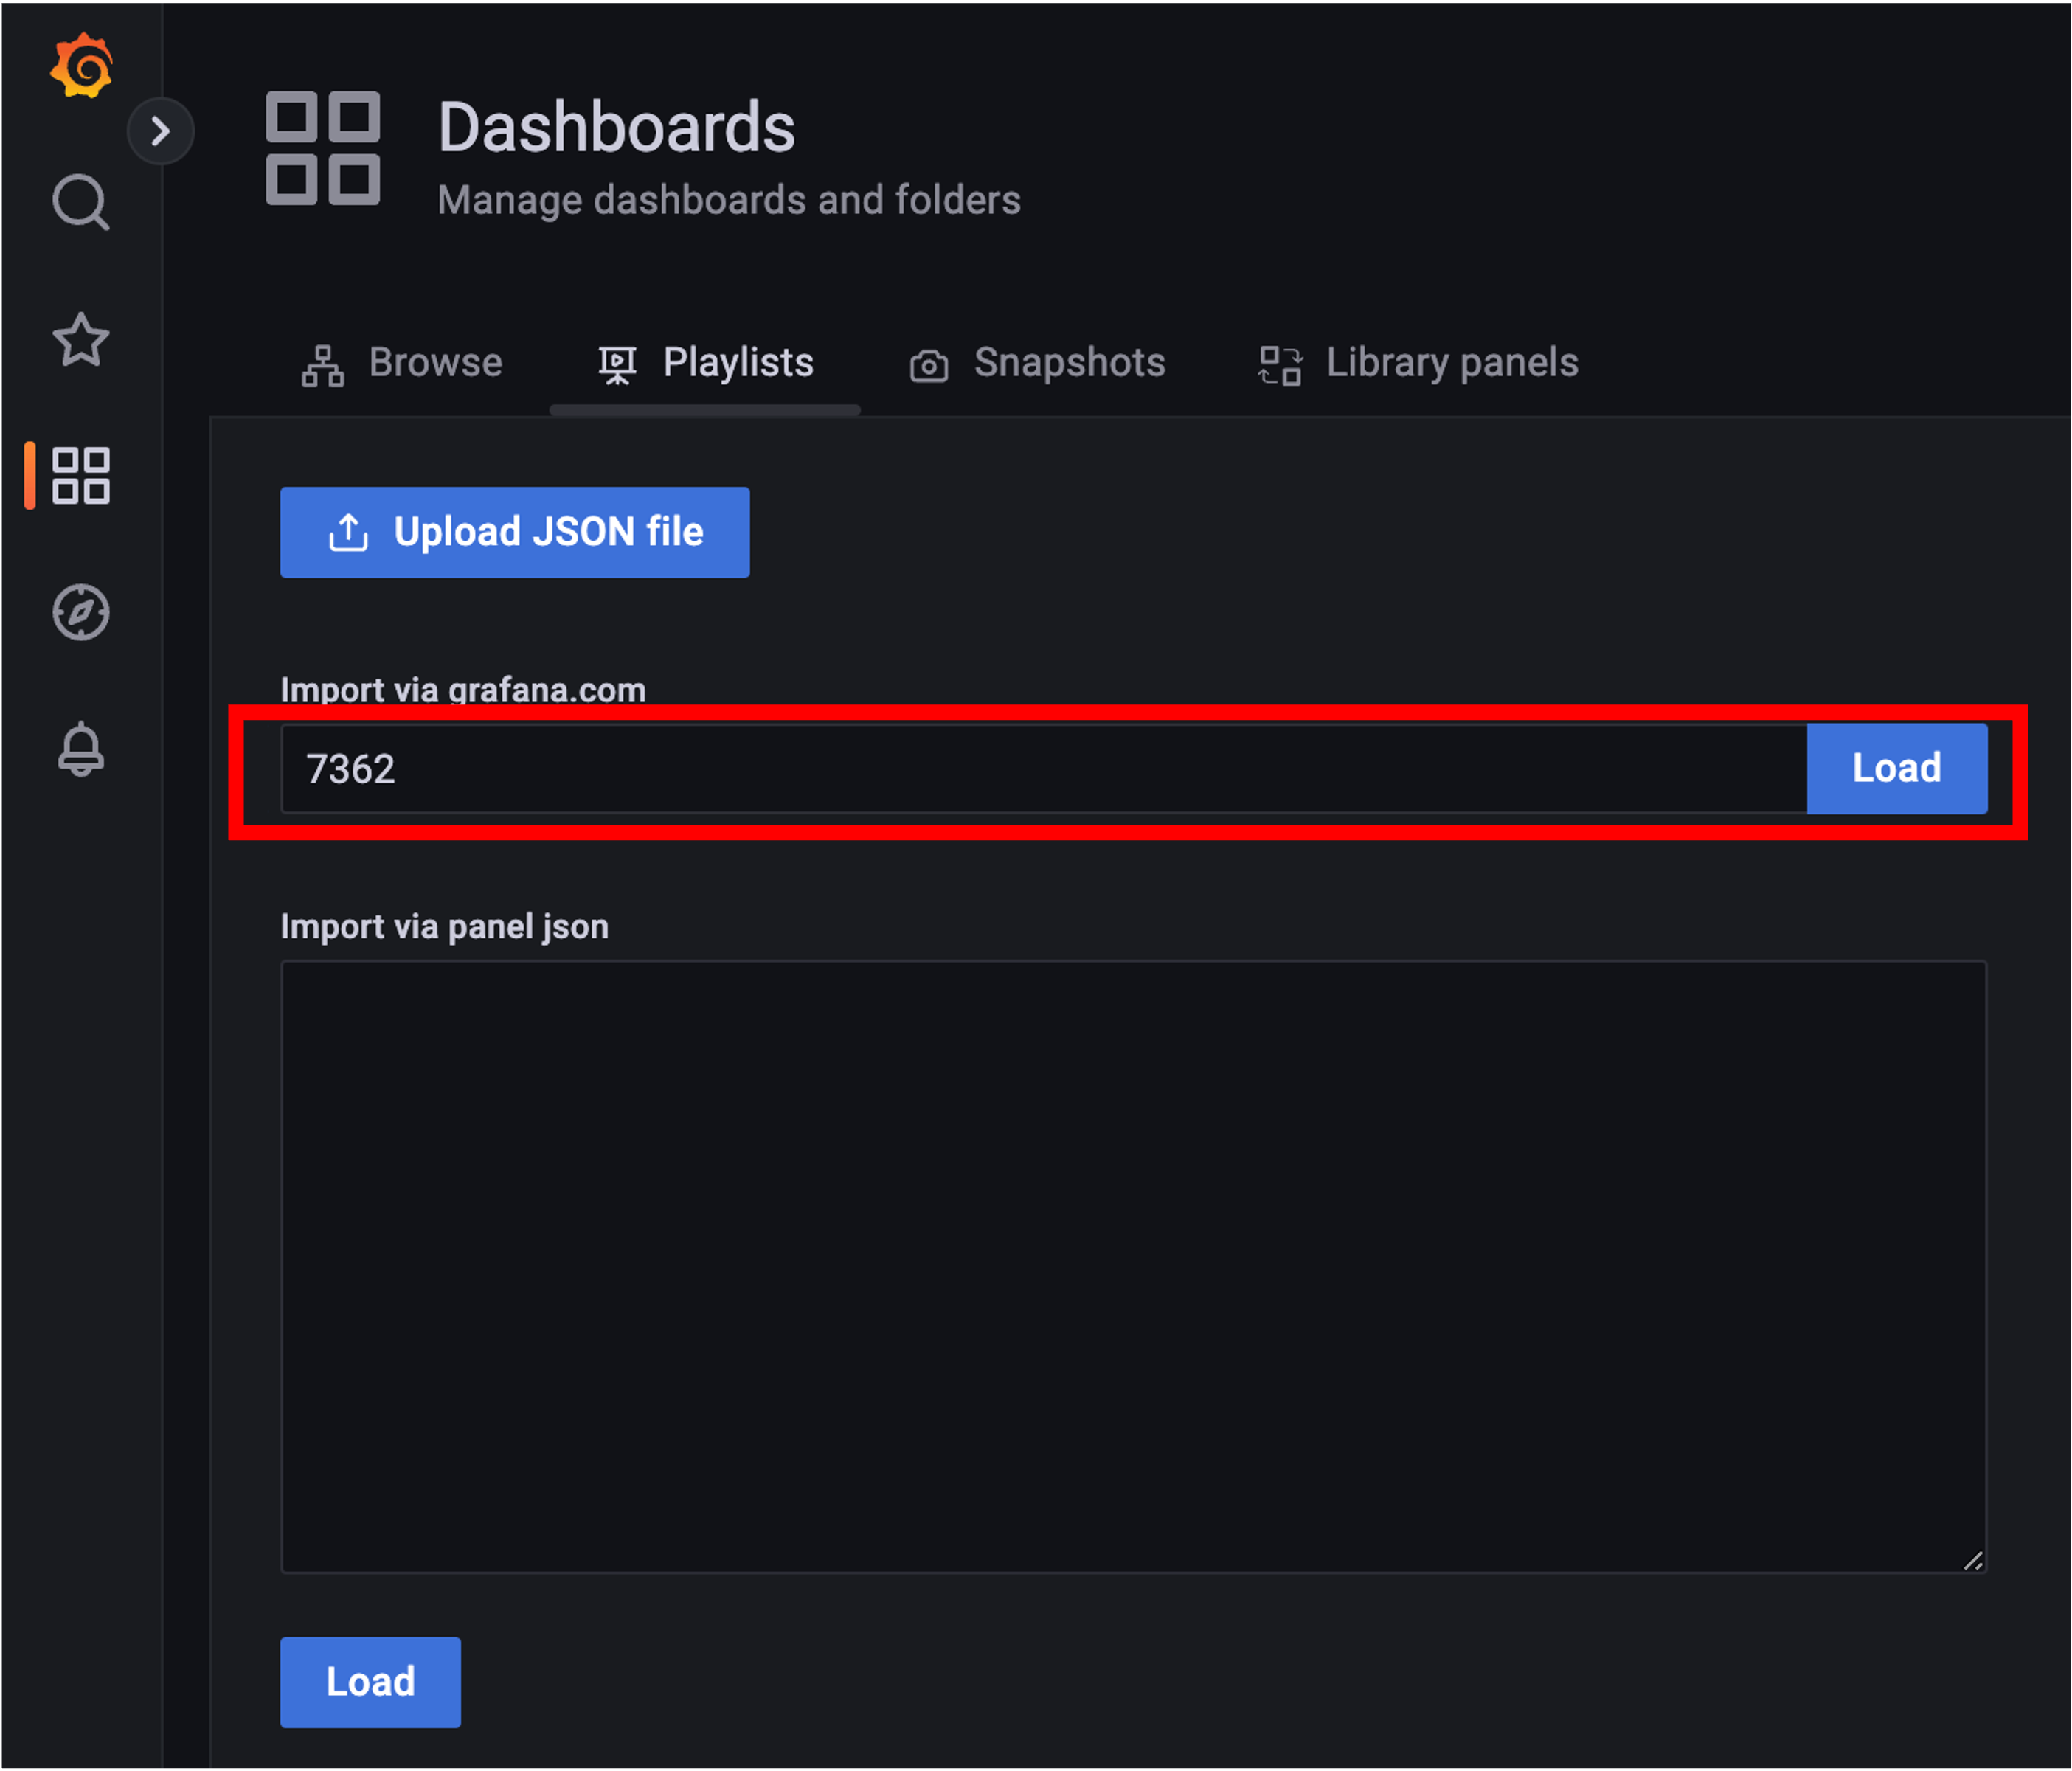 Dashboards
Manage dashboards and folders
Browse Playlists Snapshots Library panels
Upload JSON file
Import via grafana.com
7362 Load
Import via panel json
Load